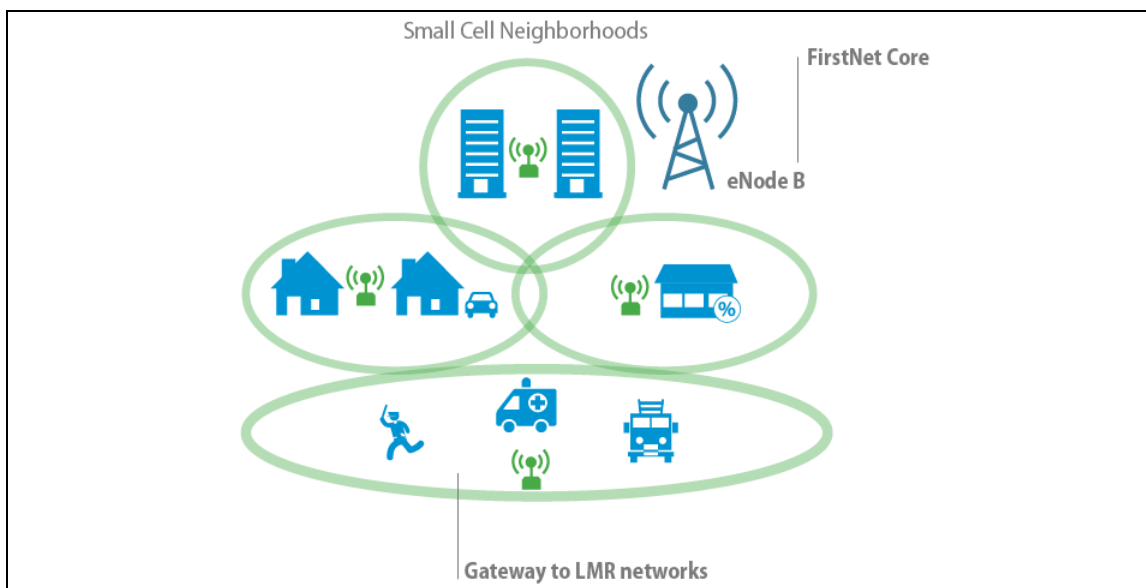 Small Cell Neighborhoods
FirstNet Core
eNode B
%
Gateway to LMR networks